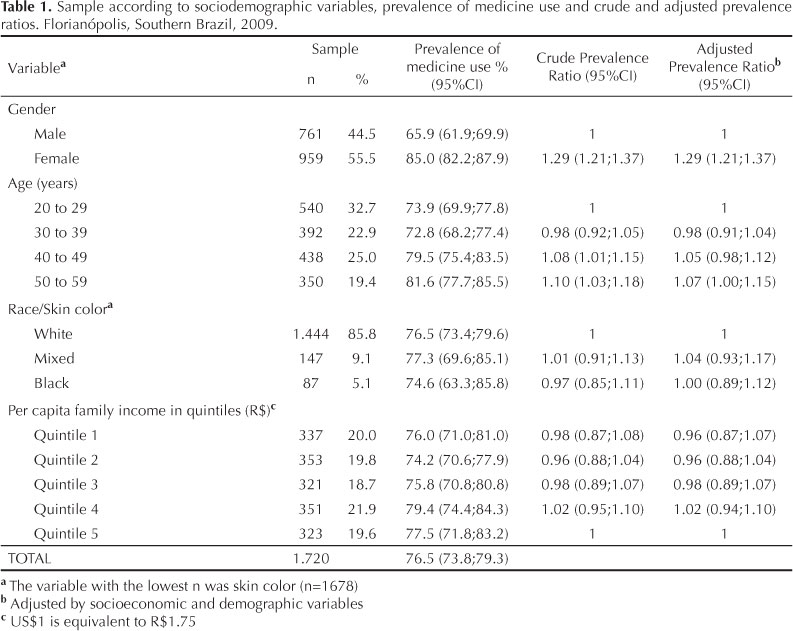 Table 1. Sample according to sociodemographic variables, prevalence of medicine use and crude and adjusted prevalence
ratios. Florianópolis, Southern Brazil, 2009.
Variablea Sample Prevalence of medicine use % (95%CI) Crude Prevalence Ratio (95%CI) Adjusted Prevalence Ratiob (95%CI)
n %
Gender
Male 761 44.5 65.9 (61.9;69.9) 1 1
Female 959 55.5 85.0 (82.2;87.9) 1.29 (1.21;1.37) 1.29 (1.21;1.37)
Age (years)
20 to 29 540 32.7 73.9 (69.9;77.8) 1 1
30 to 39 392 22.9 72.8 (68.2;77.4) 0.98 (0.92;1.05) 0.98 (0.91;1.04)
40 to 49 438 25.0 79.5 (75.4;83.5) 1.08 (1.01;1.15) 1.05 (0.98;1.12)
50 to 59 350 19.4 81.6 (77.7;85.5) 1.10 (1.03;1.18) 1.07 (1.00;1.15)
Race/Skin colora
White 1.444 85.8 76.5 (73.4;79.6) 1 1
Mixed 147 9.1 77.3 (69.6;85.1) 1.01 (0.91;1.13) 1.04 (0.93;1.17)
Black 87 5.1 74.6 (63.3;85.8) 0.97 (0.85;1.11) 1.00 (0.89;1.12)
Per capita family income in quintiles (R$)c
Quintile 1 337 20.0 76.0 (71.0;81.0) 0.98 (0.87;1.08) 0.96 (0.87;1.07)
Quintile 2 353 19.8 74.2 (70.6;77.9) 0.96 (0.88;1.04) 0.96 (0.88;1.04)
Quintile 3 321 18.7 75.8 (70.8;80.8) 0.98 (0.89;1.07) 0.98 (0.89;1.07)
Quintile 4 351 21.9 79.4 (74.4;84.3) 1.02 (0.95;1.10) 1.02 (0.94;1.10)
Quintile 5 323 19.6 77.5 (71.8;83.2) 1 1
TOTAL 1.720 76.5 (73.8;79.3)
a The variable with the lowest n was skin color (n=1678)
b Adjusted by socioeconomic and demographic variables
c US$1 is equivalent to R$1.75